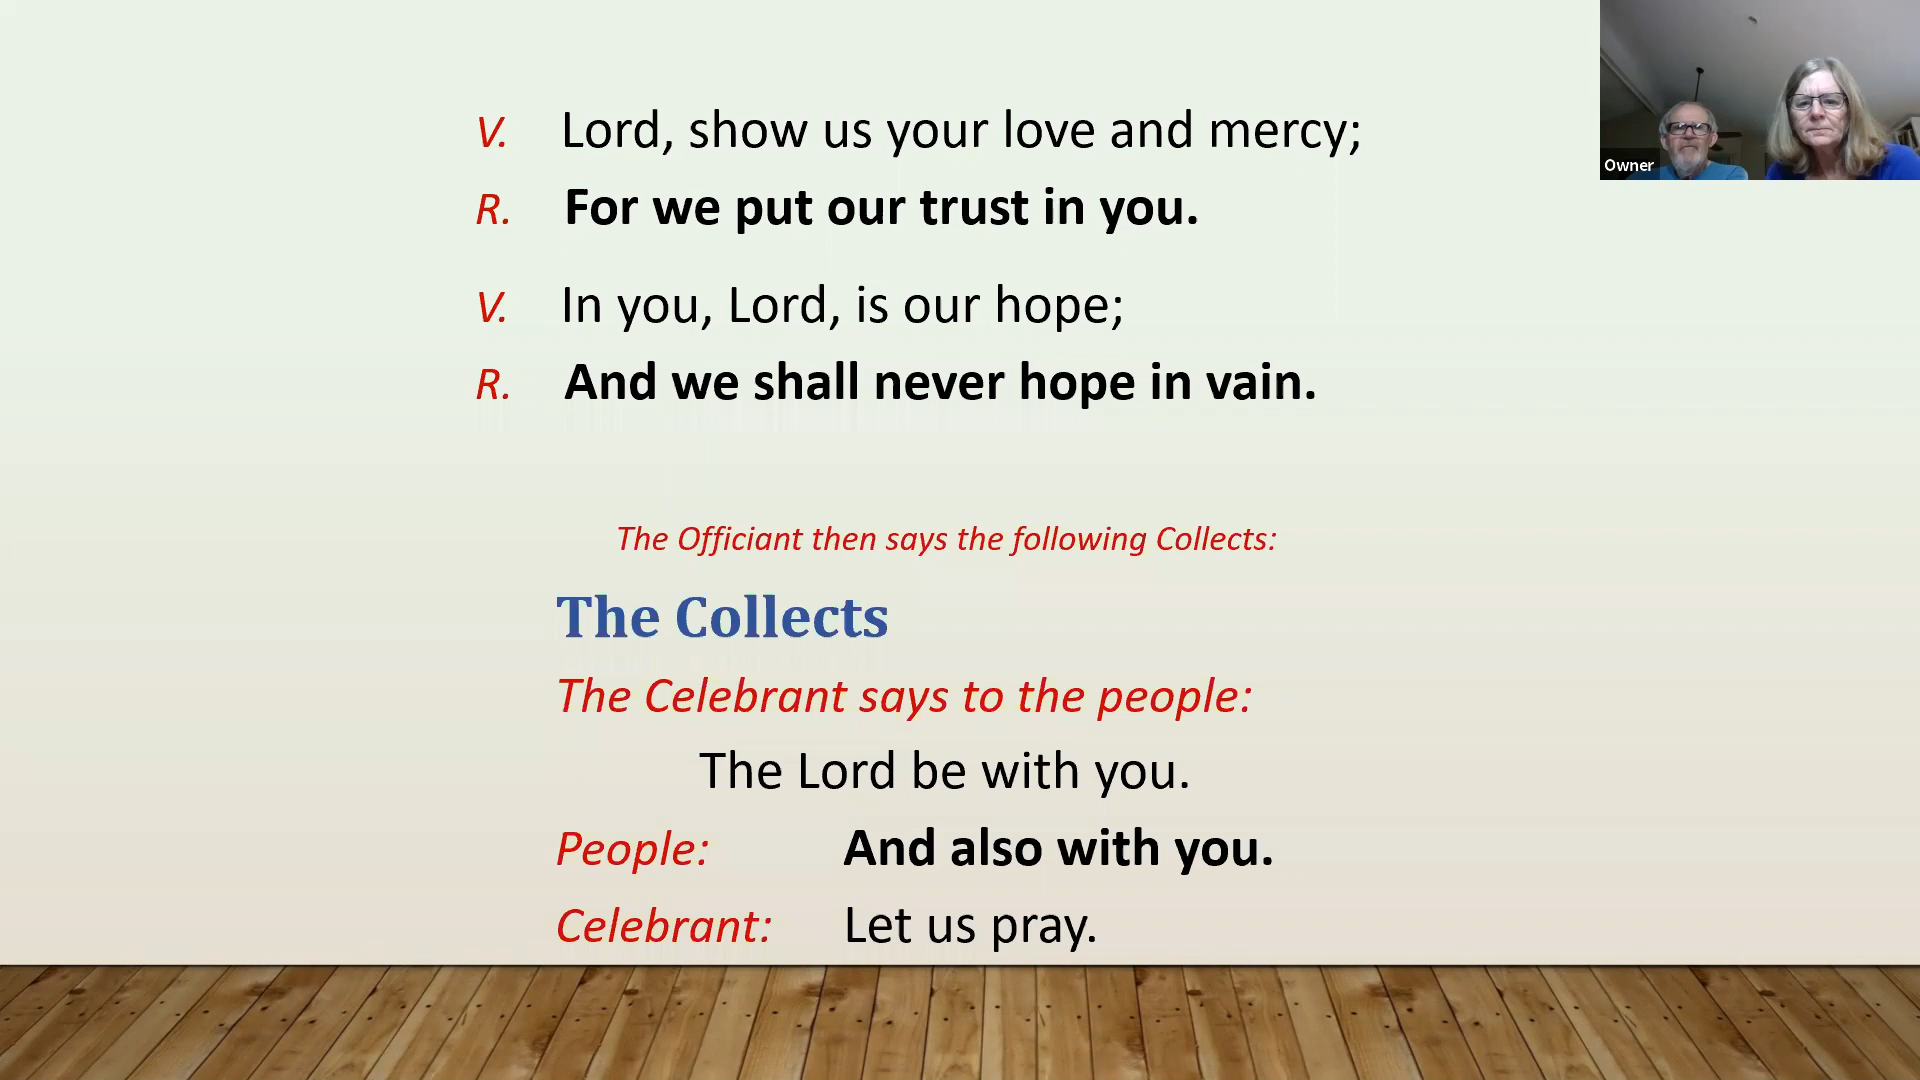 V. Lord, show us your love and mercy;
R. For we put our trust in you.
V. In you, Lord, is our hope;
R. And we shall never hope in vain.
The Officiant then says the following Collects:
The Collects
The Celebrant says to the people:
The Lord be with you.
People: And also with you.
Celebrant: Let us pray.
Owner